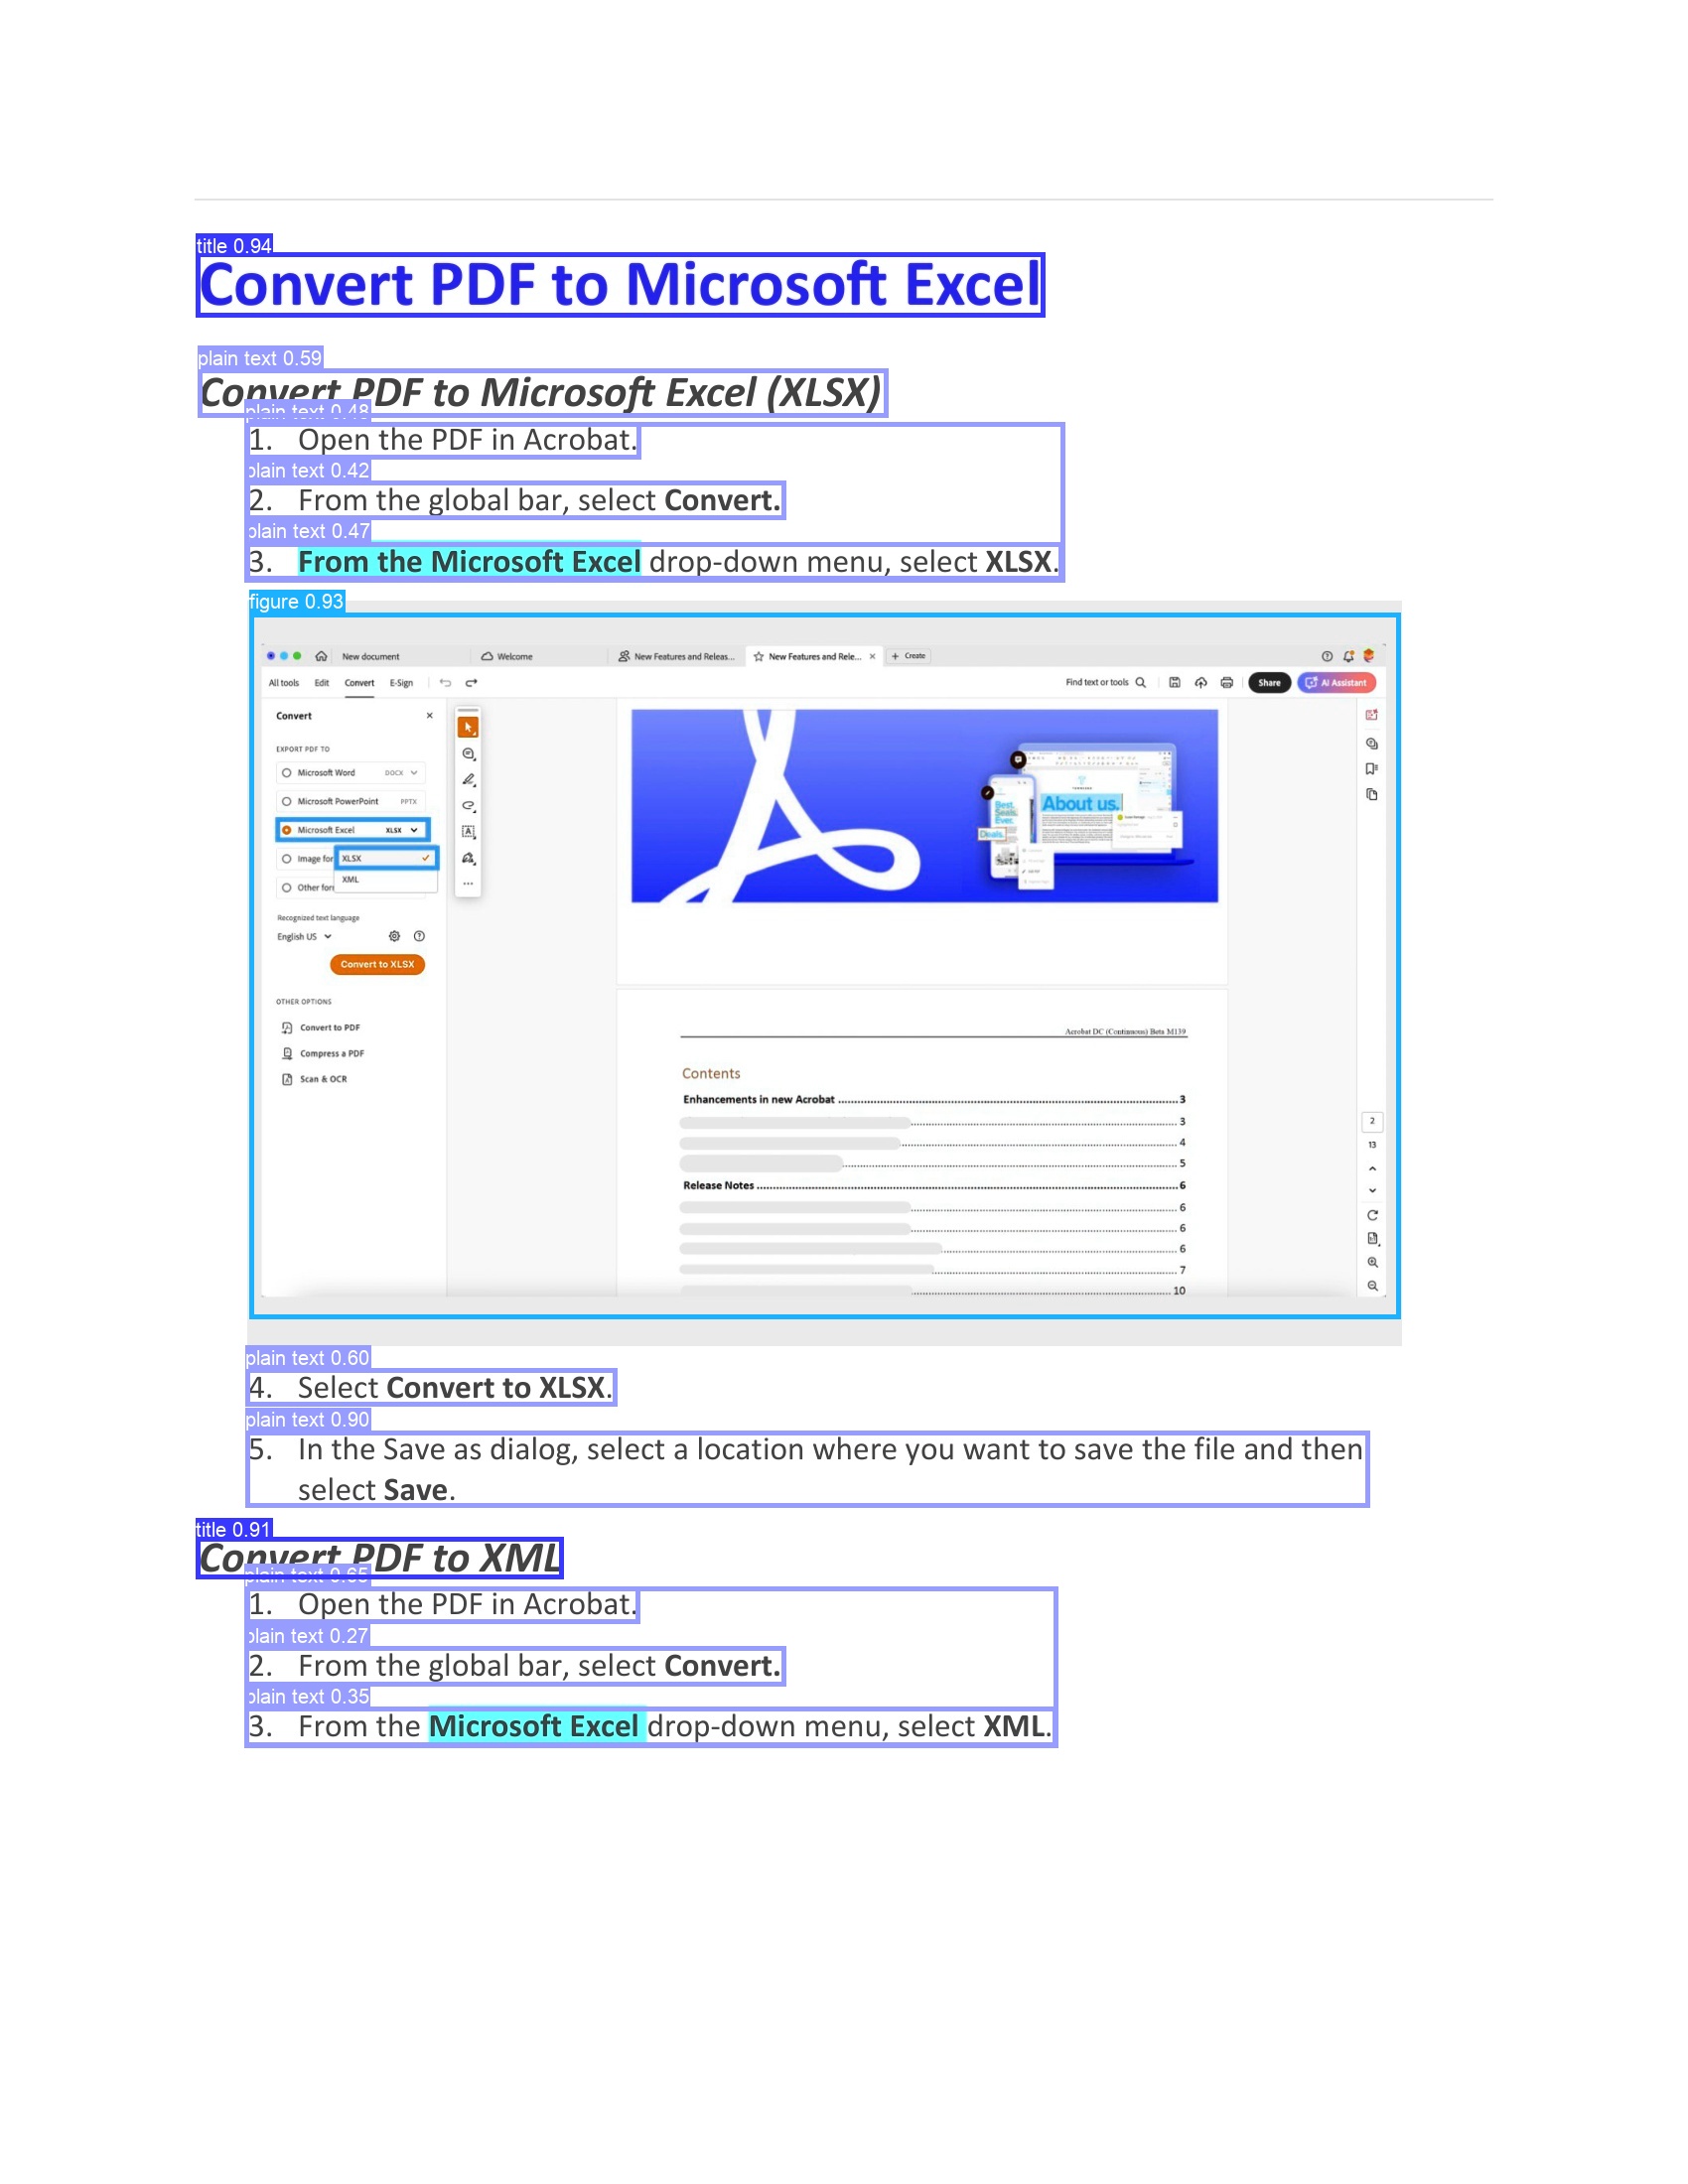 title 0.94
Convert PDF to Microsoft Excel
plain text 0.59
Convert PDF to Microsoft Excel (XLSX)
plain text 0.48
1. Open the PDF in Acrobat.
plain text 0.42
2. From the global bar, select Convert.
plain text 0.47
3. From the Microsoft Excel drop-down menu, select XLSX.
figure 0.93
New document Welcome New Features and Releas... New Features and Rele... × + Create
All tools Edit Convert E-Sign Find text or tools Share AI Assistant
Convert ×
EXPORT PDF TO
Microsoft Word DOCX
Microsoft PowerPoint PPTX
Microsoft Excel XLSX
Image for XLSX
XML
Other for
Recognized text language
English US
Convert to XLSX
OTHER OPTIONS
Convert to PDF
Compress a PDF
Scan & OCR
Best.
Seals.
Ever.
Deals.
About us.
Acrobat DC (Continuous) Beta M139
Contents
Enhancements in new Acrobat 3
3
4
5
Release Notes 6
6
6
6
7
10
2
13
plain text 0.60
4. Select Convert to XLSX.
plain text 0.90
5. In the Save as dialog, select a location where you want to save the file and then
select Save.
title 0.91
Convert PDF to XML
plain text 0.65
1. Open the PDF in Acrobat.
plain text 0.27
2. From the global bar, select Convert.
plain text 0.35
3. From the Microsoft Excel drop-down menu, select XML.